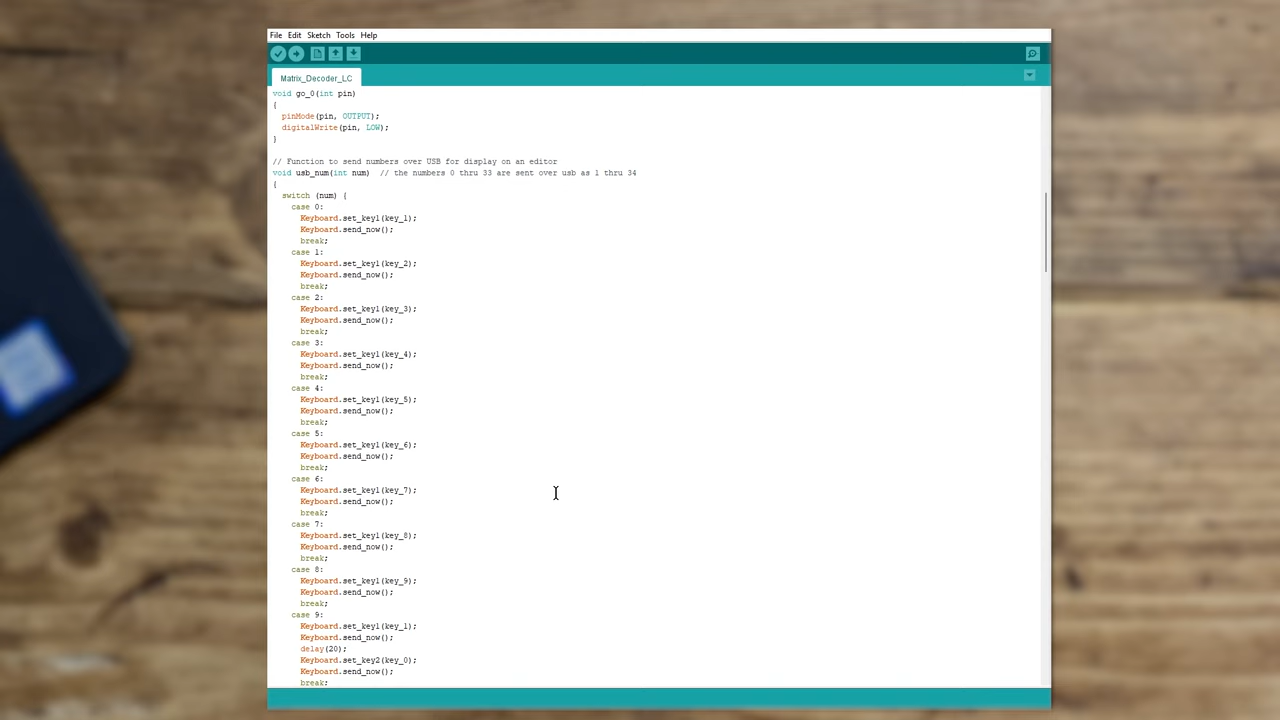 File Edit Sketch Tools Help
Matrix_Decoder_LC
void go_0(int pin)
{
  pinMode(pin, OUTPUT);
  digitalWrite(pin, LOW);
}
// Function to send numbers over USB for display on an editor
void usb_num(int num)  // the numbers 0 thru 33 are sent over usb as 1 thru 34
{
  switch (num) {
    case 0:
      Keyboard.set_key1(key_1);
      Keyboard.send_now();
      break;
    case 1:
      Keyboard.set_key1(key_2);
      Keyboard.send_now();
      break;
    case 2:
      Keyboard.set_key1(key_3);
      Keyboard.send_now();
      break;
    case 3:
      Keyboard.set_key1(key_4);
      Keyboard.send_now();
      break;
    case 4:
      Keyboard.set_key1(key_5);
      Keyboard.send_now();
      break;
    case 5:
      Keyboard.set_key1(key_6);
      Keyboard.send_now();
      break;
    case 6:
      Keyboard.set_key1(key_7);
      Keyboard.send_now();
      break;
    case 7:
      Keyboard.set_key1(key_8);
      Keyboard.send_now();
      break;
    case 8:
      Keyboard.set_key1(key_9);
      Keyboard.send_now();
      break;
    case 9:
      Keyboard.set_key1(key_1);
      Keyboard.send_now();
      delay(20);
      Keyboard.set_key2(key_0);
      Keyboard.send_now();
      break;